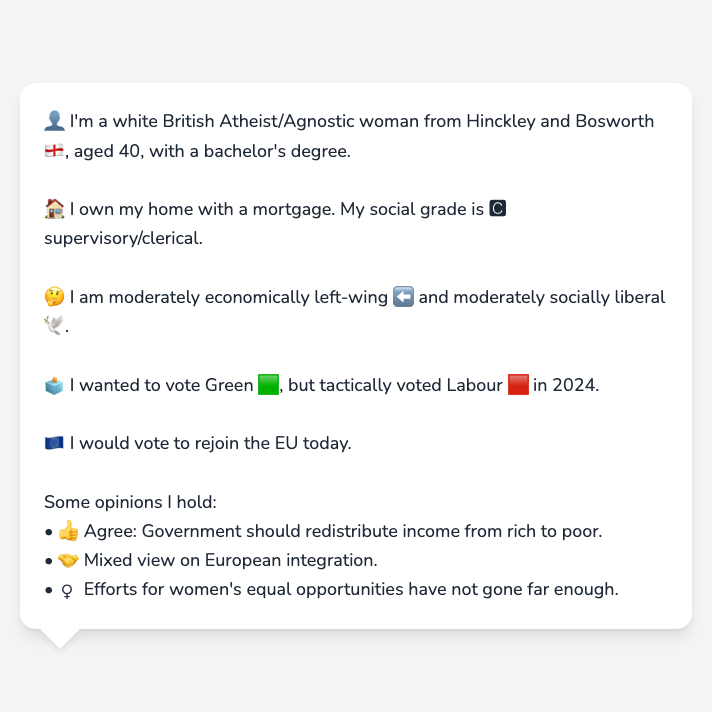 👤 I'm a white British Atheist/Agnostic woman from Hinckley and Bosworth
🏴󠁧󠁢󠁥󠁮󠁧󠁿, aged 40, with a bachelor's degree.
🏠 I own my home with a mortgage. My social grade is 🅲
supervisory/clerical.
🤔 I am moderately economically left-wing ⬅️ and moderately socially liberal
🕊️.
🗳️ I wanted to vote Green 🟩, but tactically voted Labour 🟥 in 2024.
🇪🇺 I would vote to rejoin the EU today.
Some opinions I hold:
• 👍 Agree: Government should redistribute income from rich to poor.
• 🤝 Mixed view on European integration.
• ♀ Efforts for women's equal opportunities have not gone far enough.